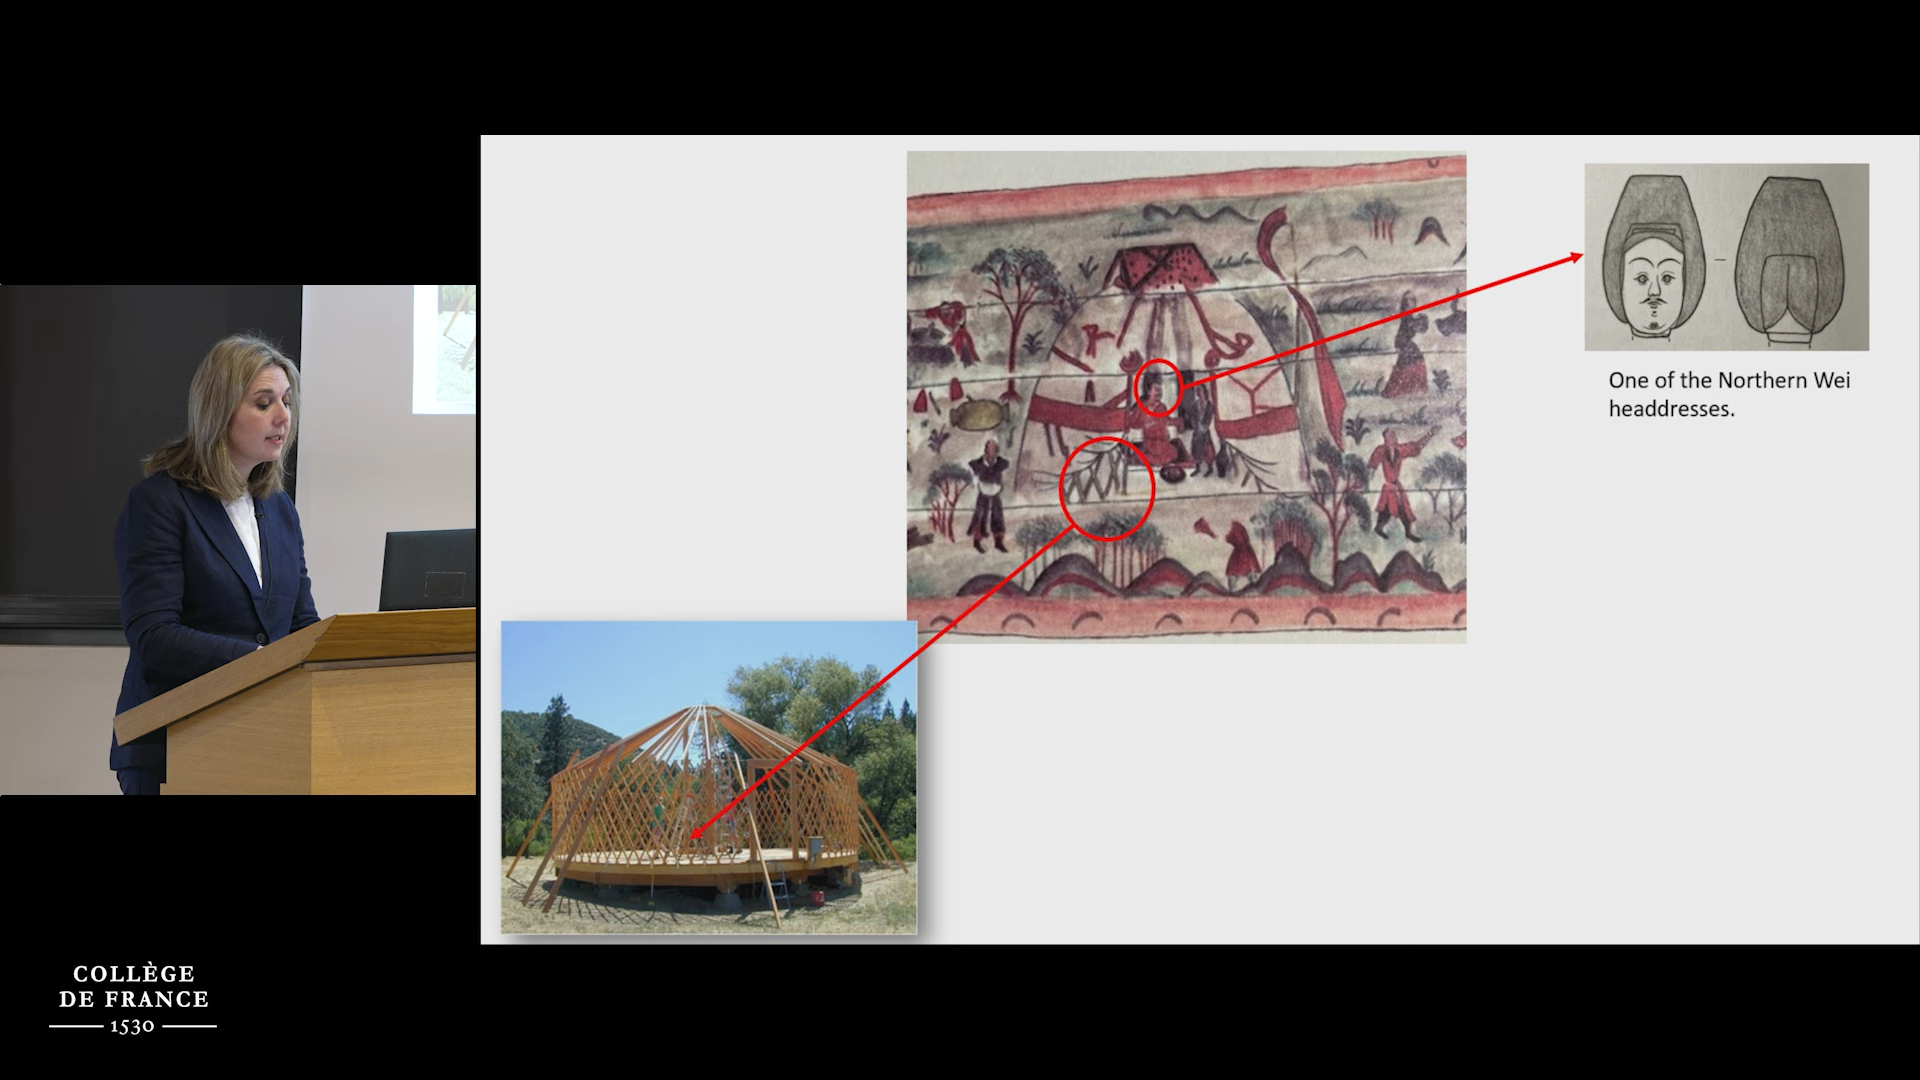 One of the Northern Wei
headdresses.
COLLÈGE
DE FRANCE
1530